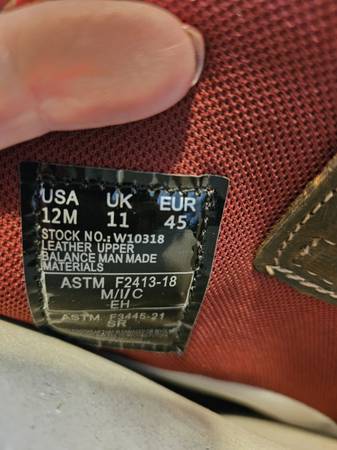 USA UK EUR
12M 11 45
STOCK NO.:W10318
LEATHER UPPER
BALANCE MAN MADE
MATERIALS
ASTM F2413-18
M/I/C
EH
ASTM F3445-21
SR